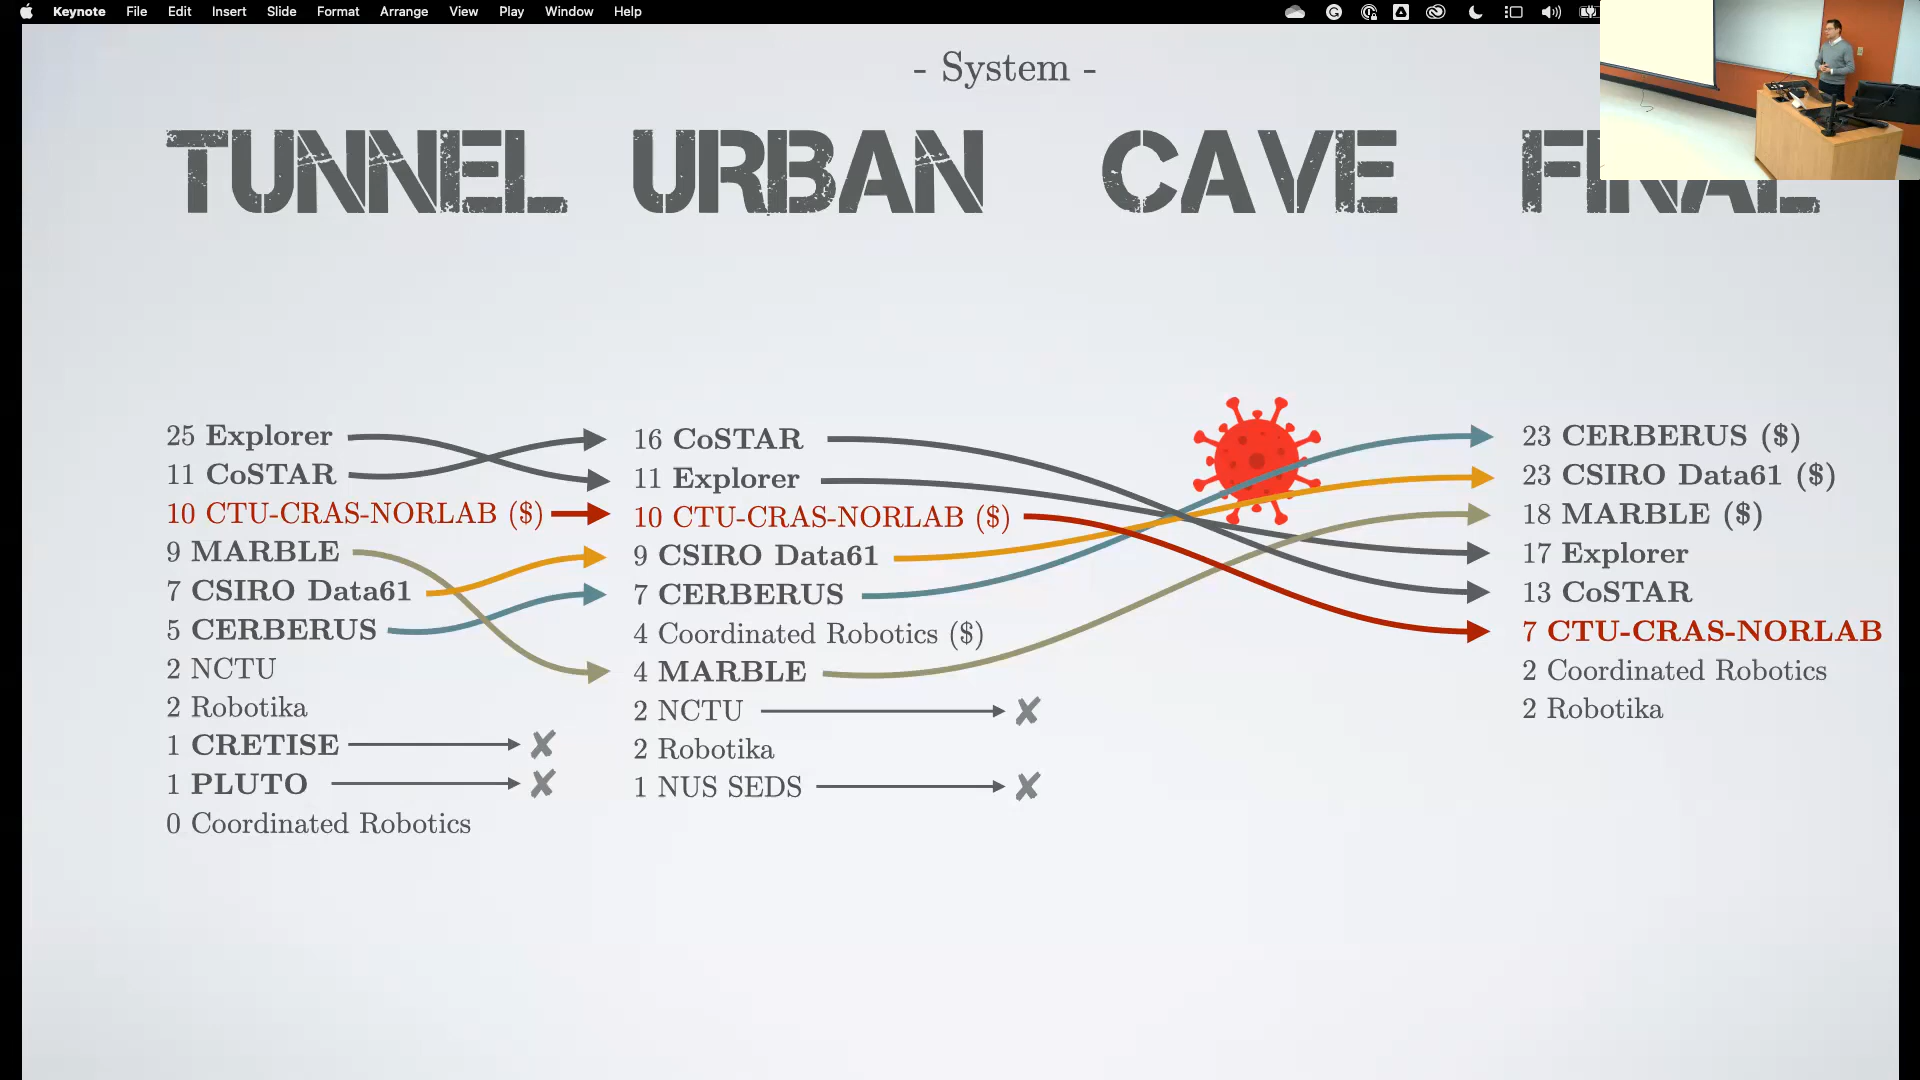 Keynote File Edit Insert Slide Format Arrange View Play Window Help
- System -
TUNNEL URBAN CAVE FINAL
25 Explorer
11 CoSTAR
10 CTU-CRAS-NORLAB ($)
9 MARBLE
7 CSIRO Data61
5 CERBERUS
2 NCTU
2 Robotika
1 CRETISE
1 PLUTO
0 Coordinated Robotics
16 CoSTAR
11 Explorer
10 CTU-CRAS-NORLAB ($)
9 CSIRO Data61
7 CERBERUS
4 Coordinated Robotics ($)
4 MARBLE
2 NCTU
2 Robotika
1 NUS SEDS
23 CERBERUS ($)
23 CSIRO Data61 ($)
18 MARBLE ($)
17 Explorer
13 CoSTAR
7 CTU-CRAS-NORLAB
2 Coordinated Robotics
2 Robotika